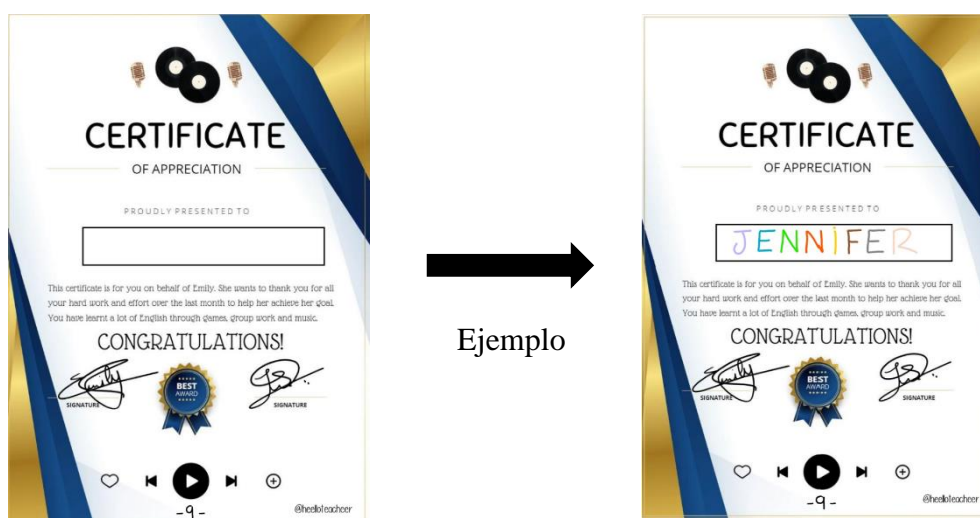 CERTIFICATE
OF APPRECIATION
PROUDLY PRESENTED TO
This certificate is for you on behalf of Emily. She wants to thank you for all
your hard work and effort over the last month to help her achieve her goal.
You have learnt a lot of English through games, group work and music.
CONGRATULATIONS!
SIGNATURE
BEST
AWARD
SIGNATURE
-9-
@heelloteacheer
Ejemplo
CERTIFICATE
OF APPRECIATION
PROUDLY PRESENTED TO
JENNIFER
This certificate is for you on behalf of Emily. She wants to thank you for all
your hard work and effort over the last month to help her achieve her goal.
You have learnt a lot of English through games, group work and music.
CONGRATULATIONS!
SIGNATURE
BEST
AWARD
SIGNATURE
-9-
@heelloteacheer